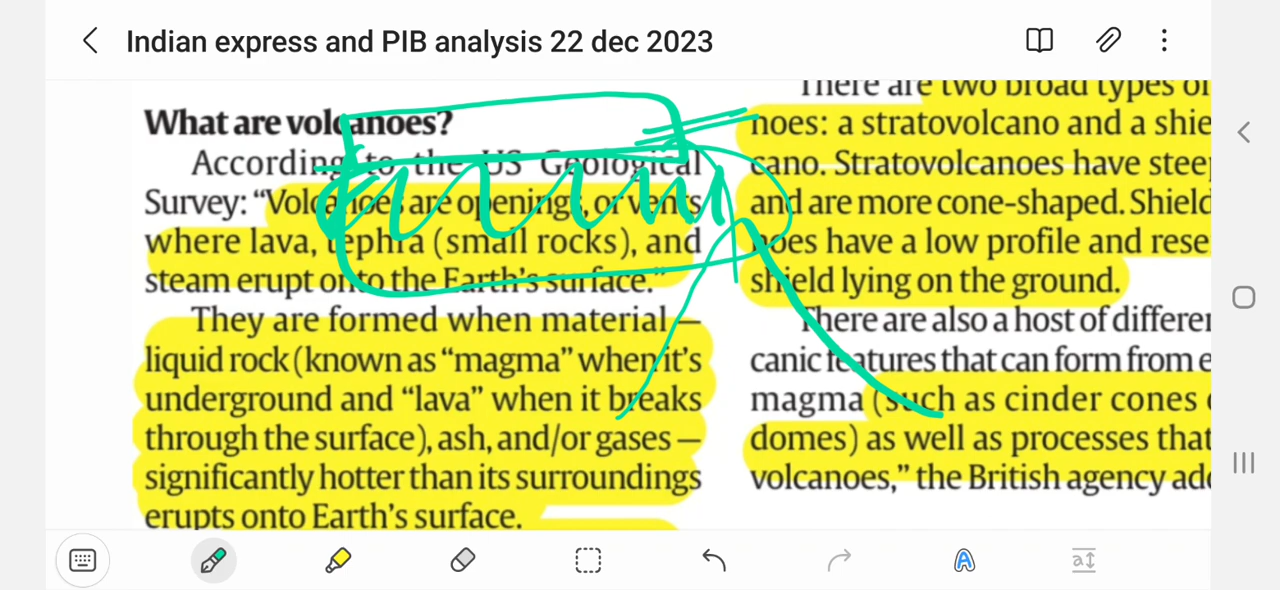 Indian express and PIB analysis 22 dec 2023
What are volcanoes?
According to the US Geological
Survey: “Volcanoes are openings, or vents
where lava, tephra (small rocks), and
steam erupt onto the Earth’s surface.”
They are formed when material —
liquid rock (known as “magma” when it’s
underground and “lava” when it breaks
through the surface), ash, and/or gases —
significantly hotter than its surroundings
erupts onto Earth’s surface.
There are two broad types of
noes: a stratovolcano and a shie
cano. Stratovolcanoes have steep
and are more cone-shaped. Shield
noes have a low profile and rese
shield lying on the ground.
There are also a host of differen
canic features that can form from e
magma (such as cinder cones
domes) as well as processes that
volcanoes,” the British agency add